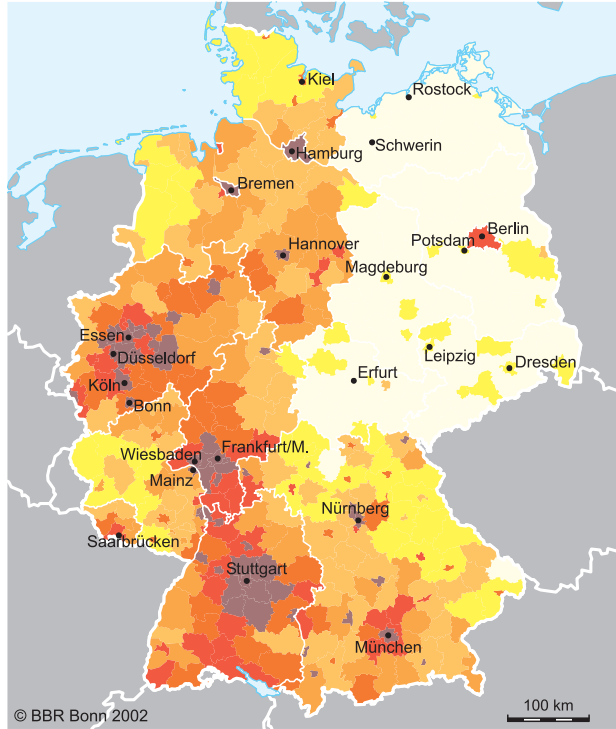 Kiel
Rostock
Schwerin
Hamburg
Bremen
Berlin
Potsdam
Hannover
Magdeburg
Essen
Düsseldorf
Leipzig
Dresden
Köln
Erfurt
Bonn
Wiesbaden
Frankfurt/M.
Mainz
Nürnberg
Saarbrücken
Stuttgart
München
100 km
© BBR Bonn 2002